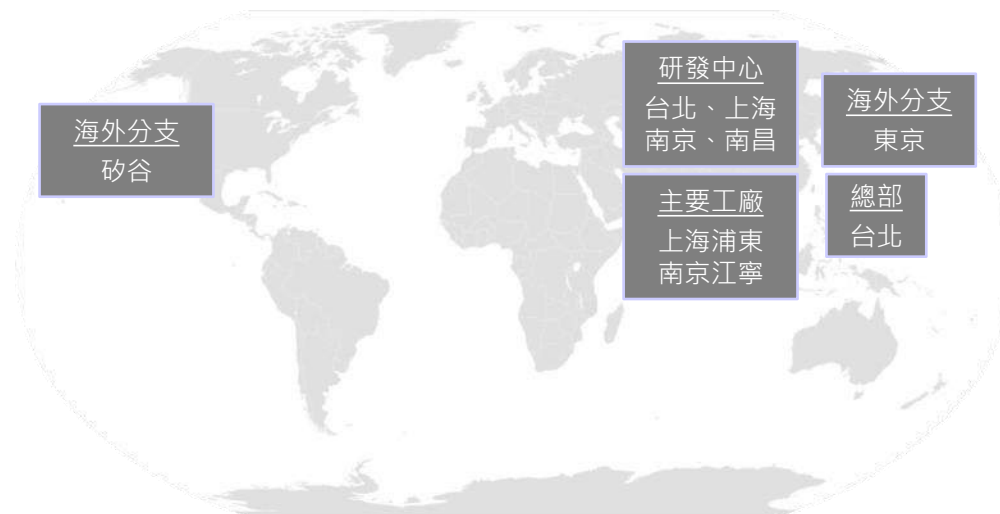 海外分支
矽谷
研發中心
台北、上海
南京、南昌
海外分支
東京
主要工廠
上海浦東
南京江寧
總部
台北